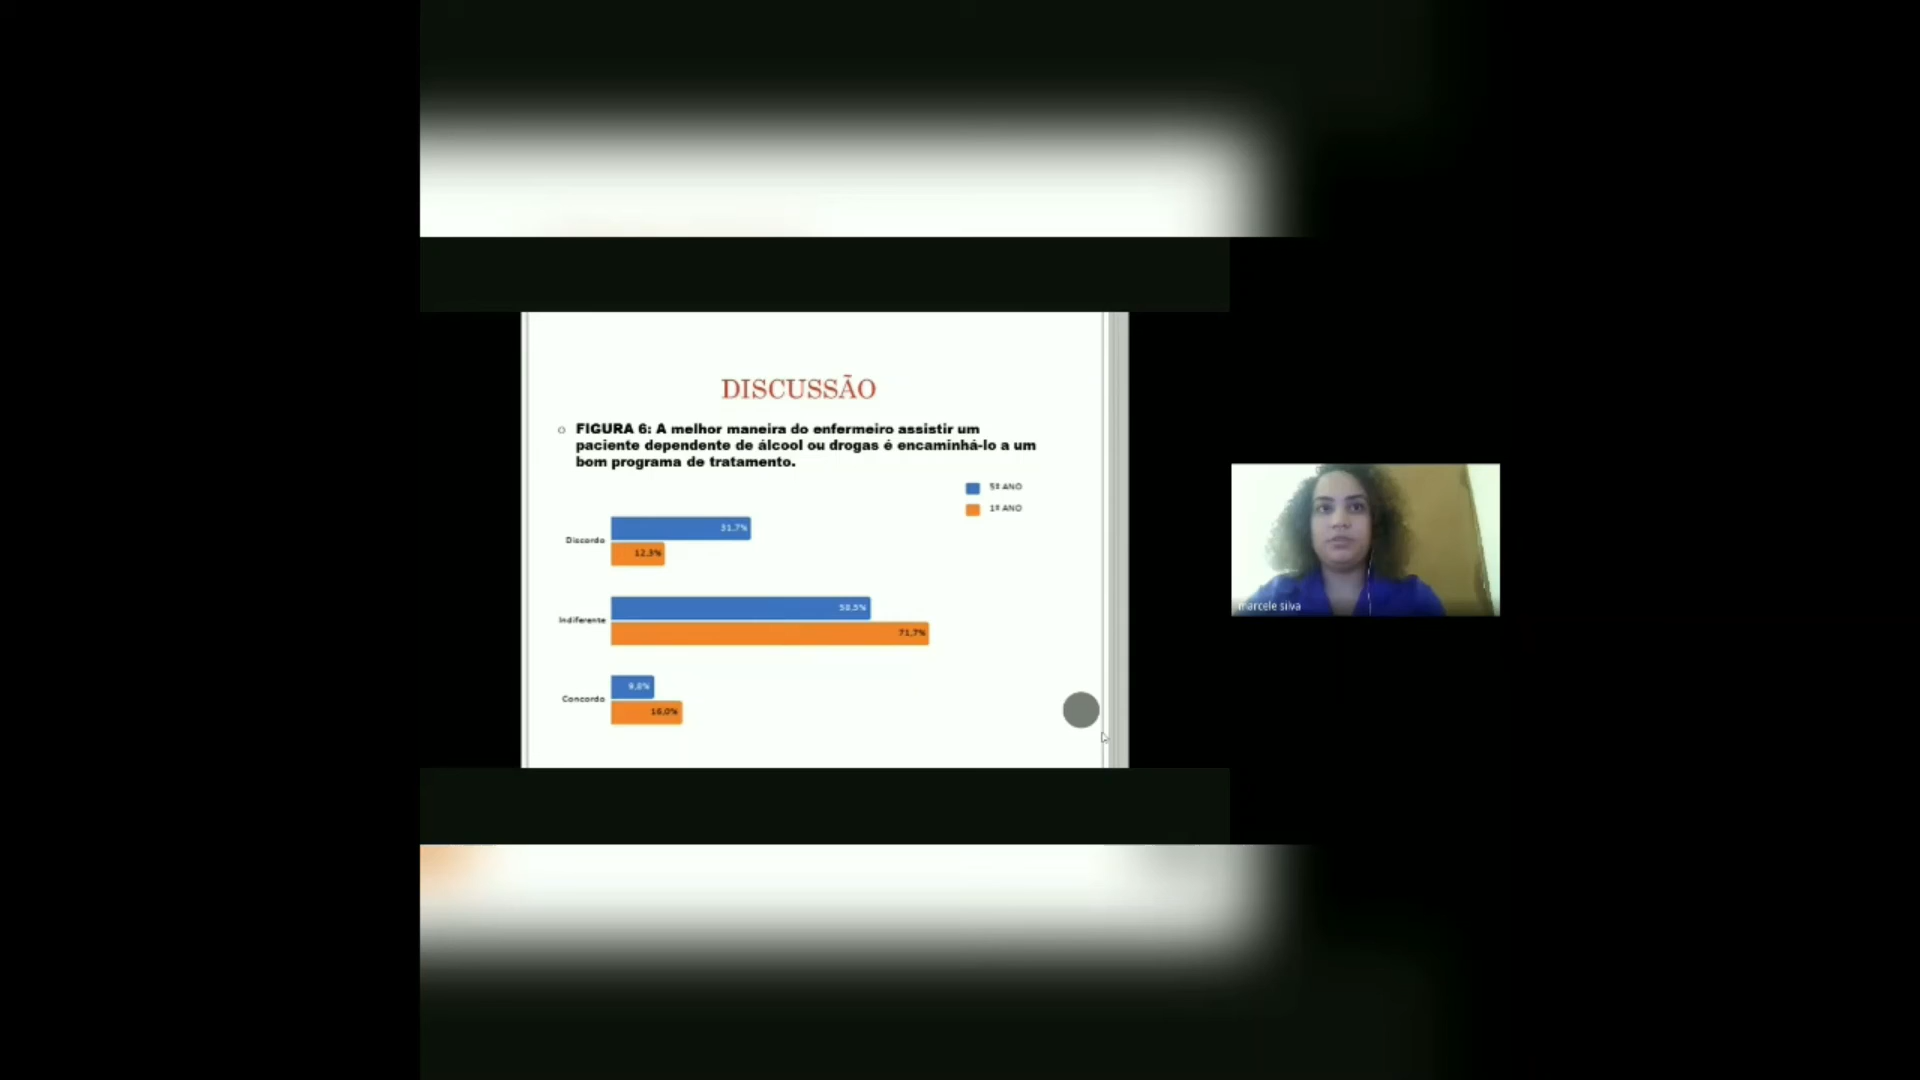 DISCUSSÃO
o FIGURA 6: A melhor maneira do enfermeiro assistir um
paciente dependente de álcool ou drogas é encaminhá-lo a um
bom programa de tratamento.
5º ANO
1º ANO
31,7%
Discordo
12,3%
58,5%
Indiferente
71,7%
9,8%
Concordo
16,0%
marcele silva